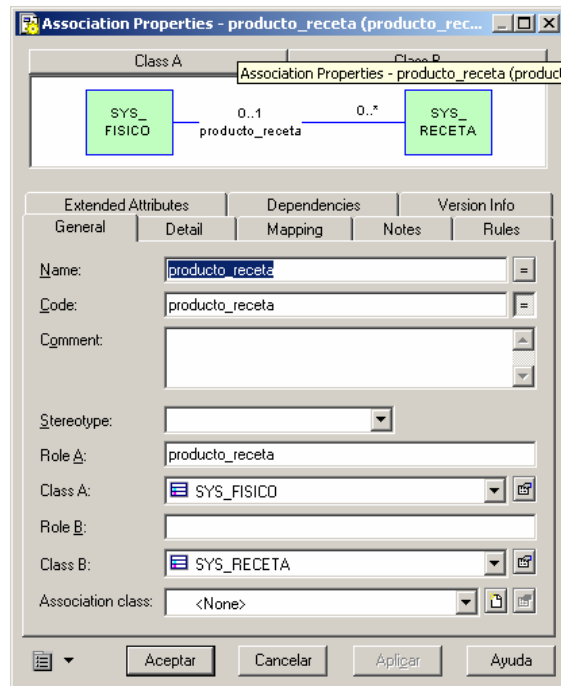 Association Properties - producto_receta (producto_rec...
Class A
Association Properties - producto_receta (product
SYS_
FISICO
0..1
producto_receta
0..*
SYS_
RECETA
Extended Attributes Dependencies Version Info
General Detail Mapping Notes Rules
Name: producto_receta =
Code: producto_receta =
Comment:
Stereotype:
Role A: producto_receta
Class A: SYS_FISICO
Role B:
Class B: SYS_RECETA
Association class: <None>
Aceptar Cancelar Aplicar Ayuda